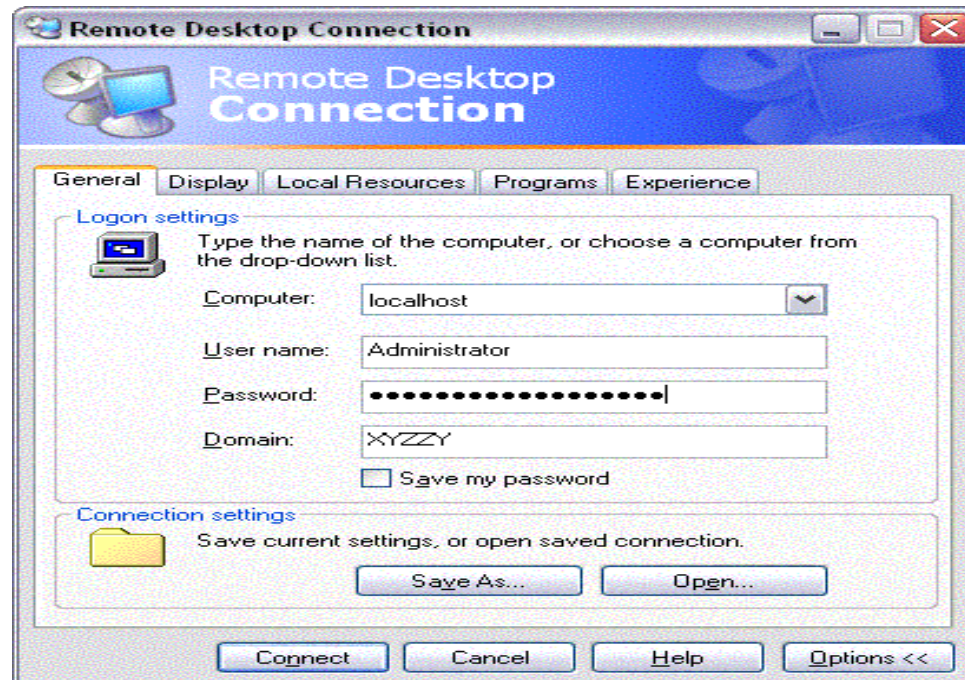 Remote Desktop Connection
Remote Desktop
Connection
General Display Local Resources Programs Experience
Logon settings
Type the name of the computer, or choose a computer from
the drop-down list.
Computer: localhost
User name: Administrator
Password: ••••••••••••••••••
Domain: XYZZY
Save my password
Connection settings
Save current settings, or open saved connection.
Save As... Open...
Connect Cancel Help Options <<